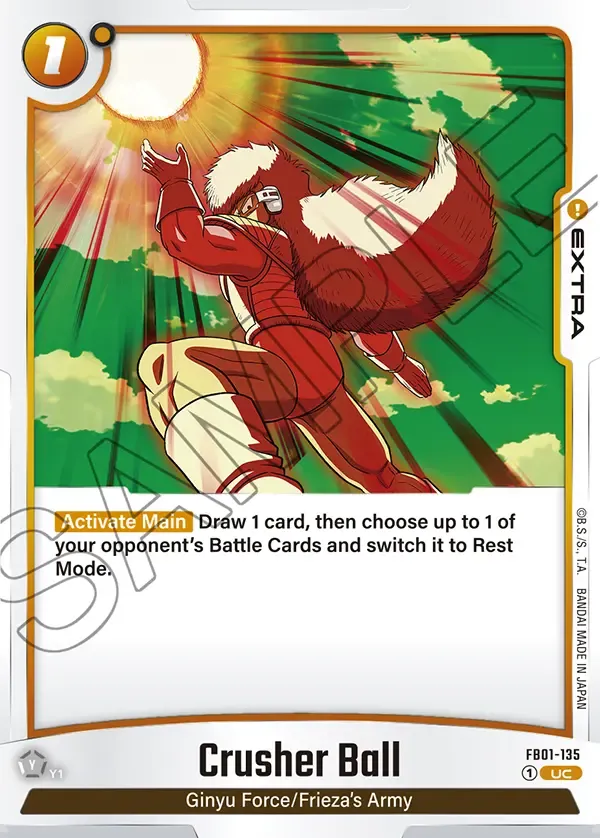 1
EXTRA
SAMPLE
Activate Main Draw 1 card, then choose up to 1 of
your opponent's Battle Cards and switch it to Rest
Mode.
©B.S./S., T.A. BANDAI MADE IN JAPAN
Crusher Ball
FB01-135
1 UC
Y Y1
Ginyu Force/Frieza's Army